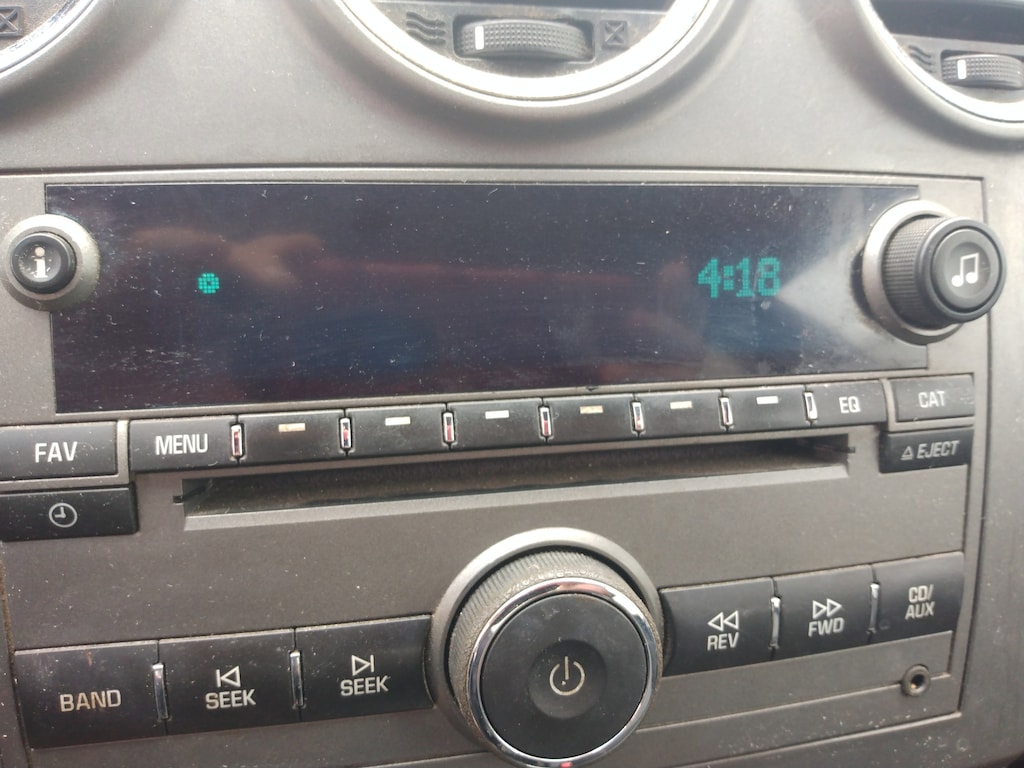 i
4:18
FAV
MENU
EQ
CAT
EJECT
BAND
SEEK
SEEK
REV
FWD
CD/
AUX